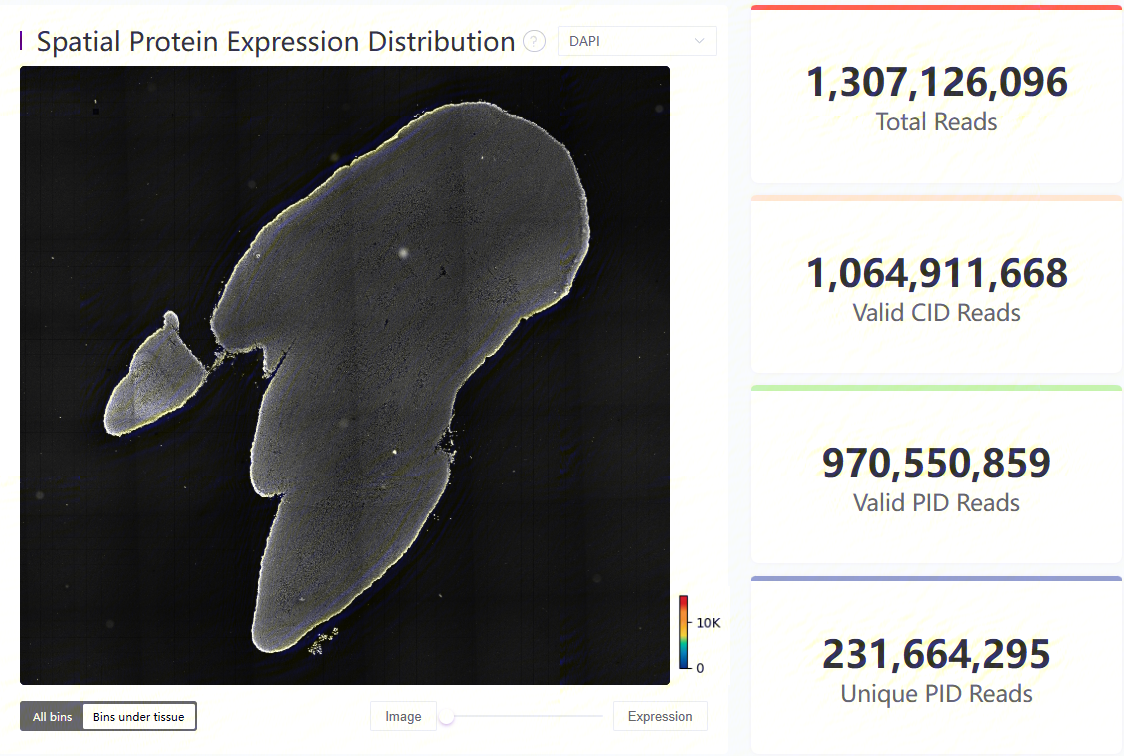 Spatial Protein Expression Distribution ? DAPI
10K
0
All bins Bins under tissue Image Expression
1,307,126,096
Total Reads
1,064,911,668
Valid CID Reads
970,550,859
Valid PID Reads
231,664,295
Unique PID Reads